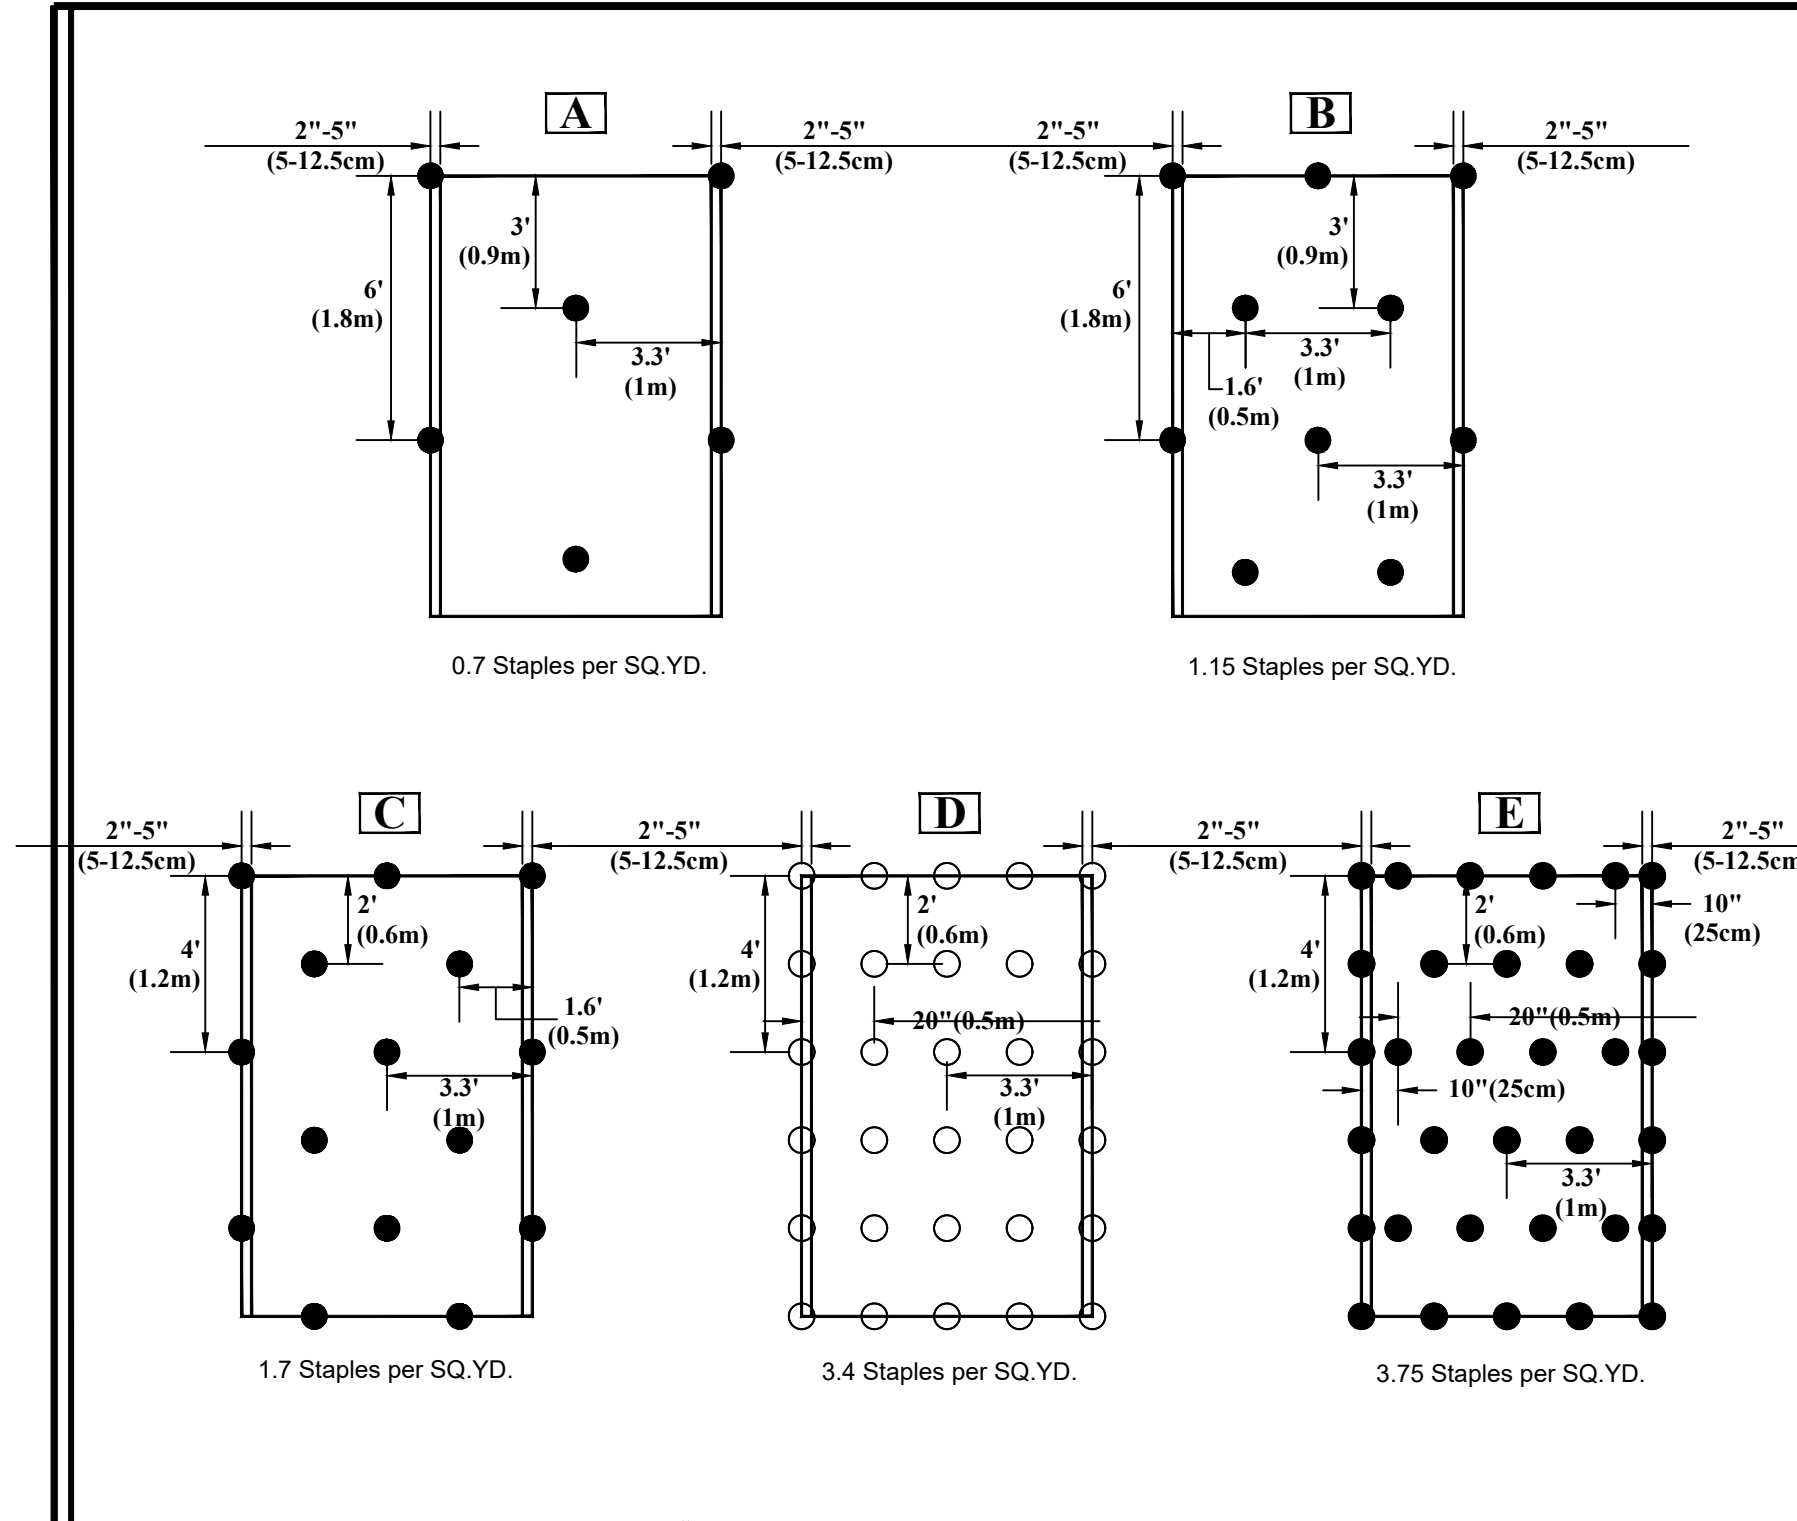 A
2"-5"
(5-12.5cm)
2"-5"
(5-12.5cm)
3'
(0.9m)
6'
(1.8m)
3.3'
(1m)
0.7 Staples per SQ.YD.
B
2"-5"
(5-12.5cm)
2"-5"
(5-12.5cm)
3'
(0.9m)
6'
(1.8m)
3.3'
(1m)
1.6'
(0.5m)
3.3'
(1m)
1.15 Staples per SQ.YD.
C
2"-5"
(5-12.5cm)
2"-5"
(5-12.5cm)
2'
(0.6m)
4'
(1.2m)
1.6'
(0.5m)
3.3'
(1m)
1.7 Staples per SQ.YD.
D
2'
(0.6m)
4'
(1.2m)
20"(0.5m)
3.3'
(1m)
3.4 Staples per SQ.YD.
E
2"-5"
(5-12.5cm)
2"-5"
(5-12.5cm
2'
(0.6m)
10"
(25cm)
4'
(1.2m)
20"(0.5m)
10"(25cm)
3.3'
(1m)
3.75 Staples per SQ.YD.